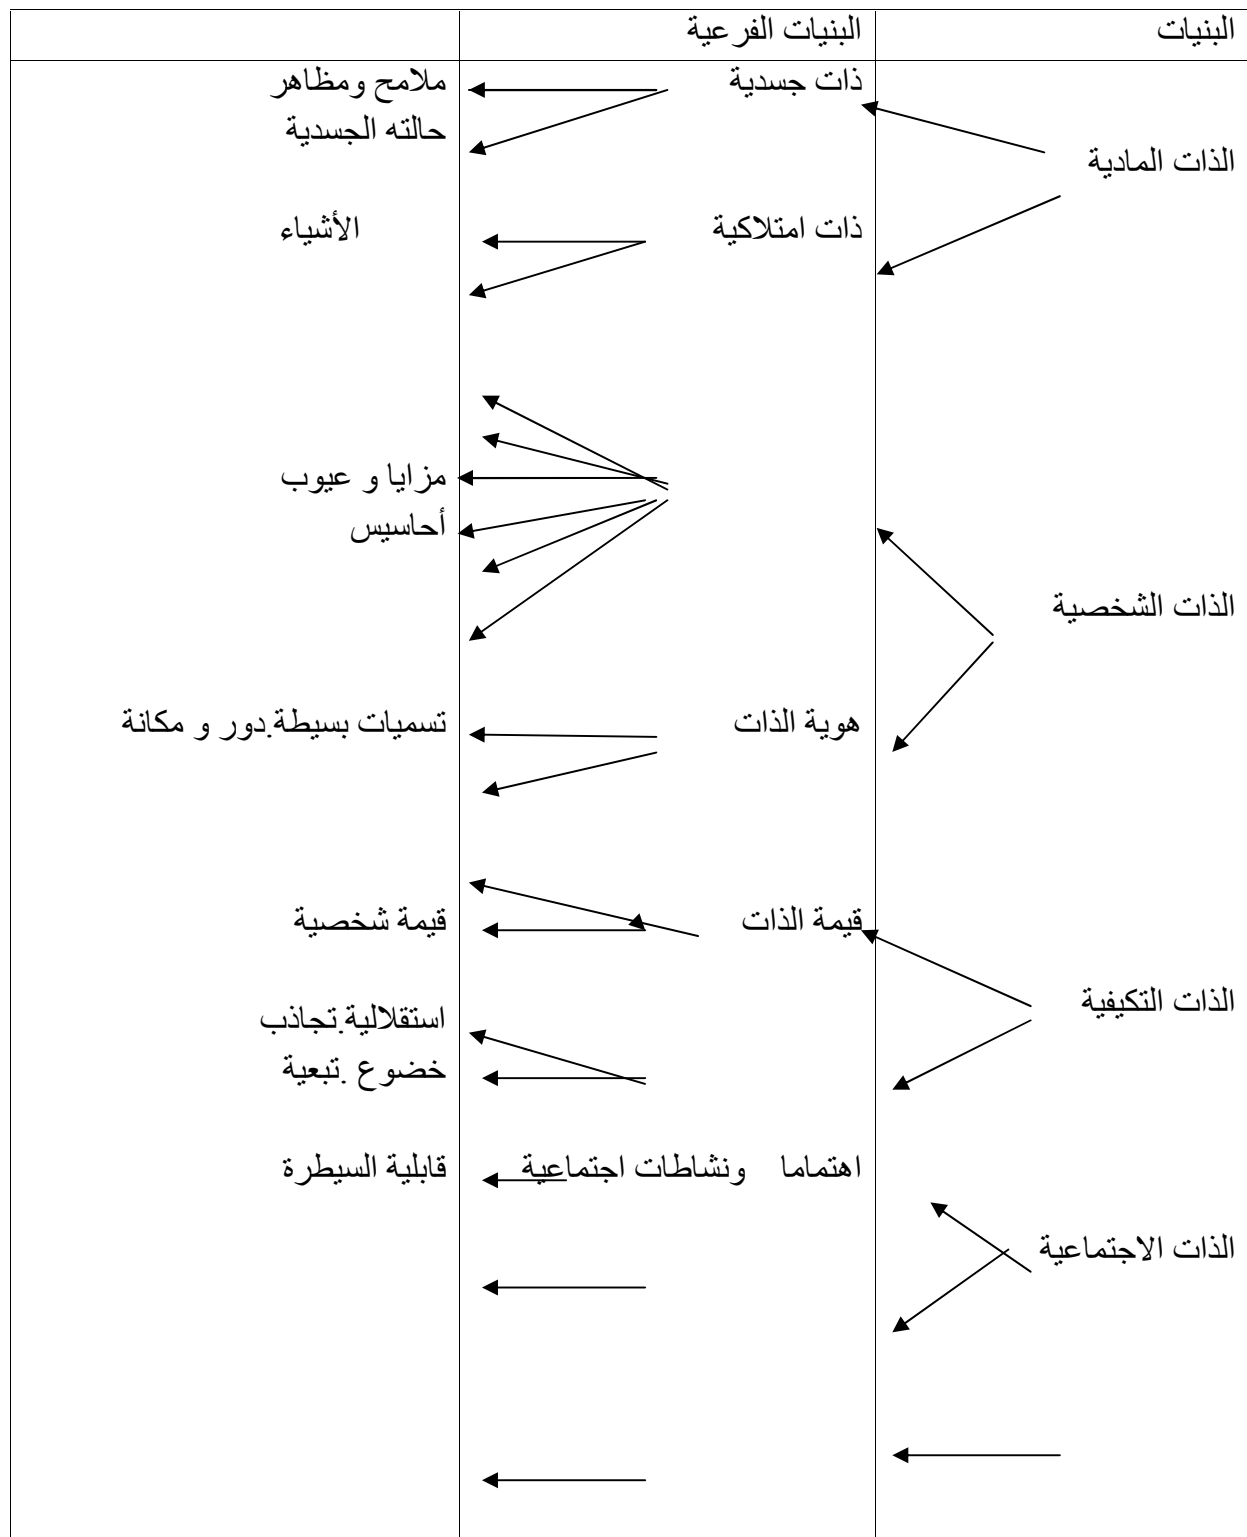 البنيات
البنيات الفرعية
ذات جسدية
ملامح ومظاهر
حالته الجسدية
الذات المادية
ذات امتلاكية
الأشياء
مزايا و عيوب
أحاسيس
الذات الشخصية
هوية الذات
تسميات بسيطة.دور و مكانة
قيمة الذات
قيمة شخصية
الذات التكيفية
استقلالية.تجاذب
خضوع .تبعية
اهتماما ونشاطات اجتماعية
قابلية السيطرة
الذات الاجتماعية